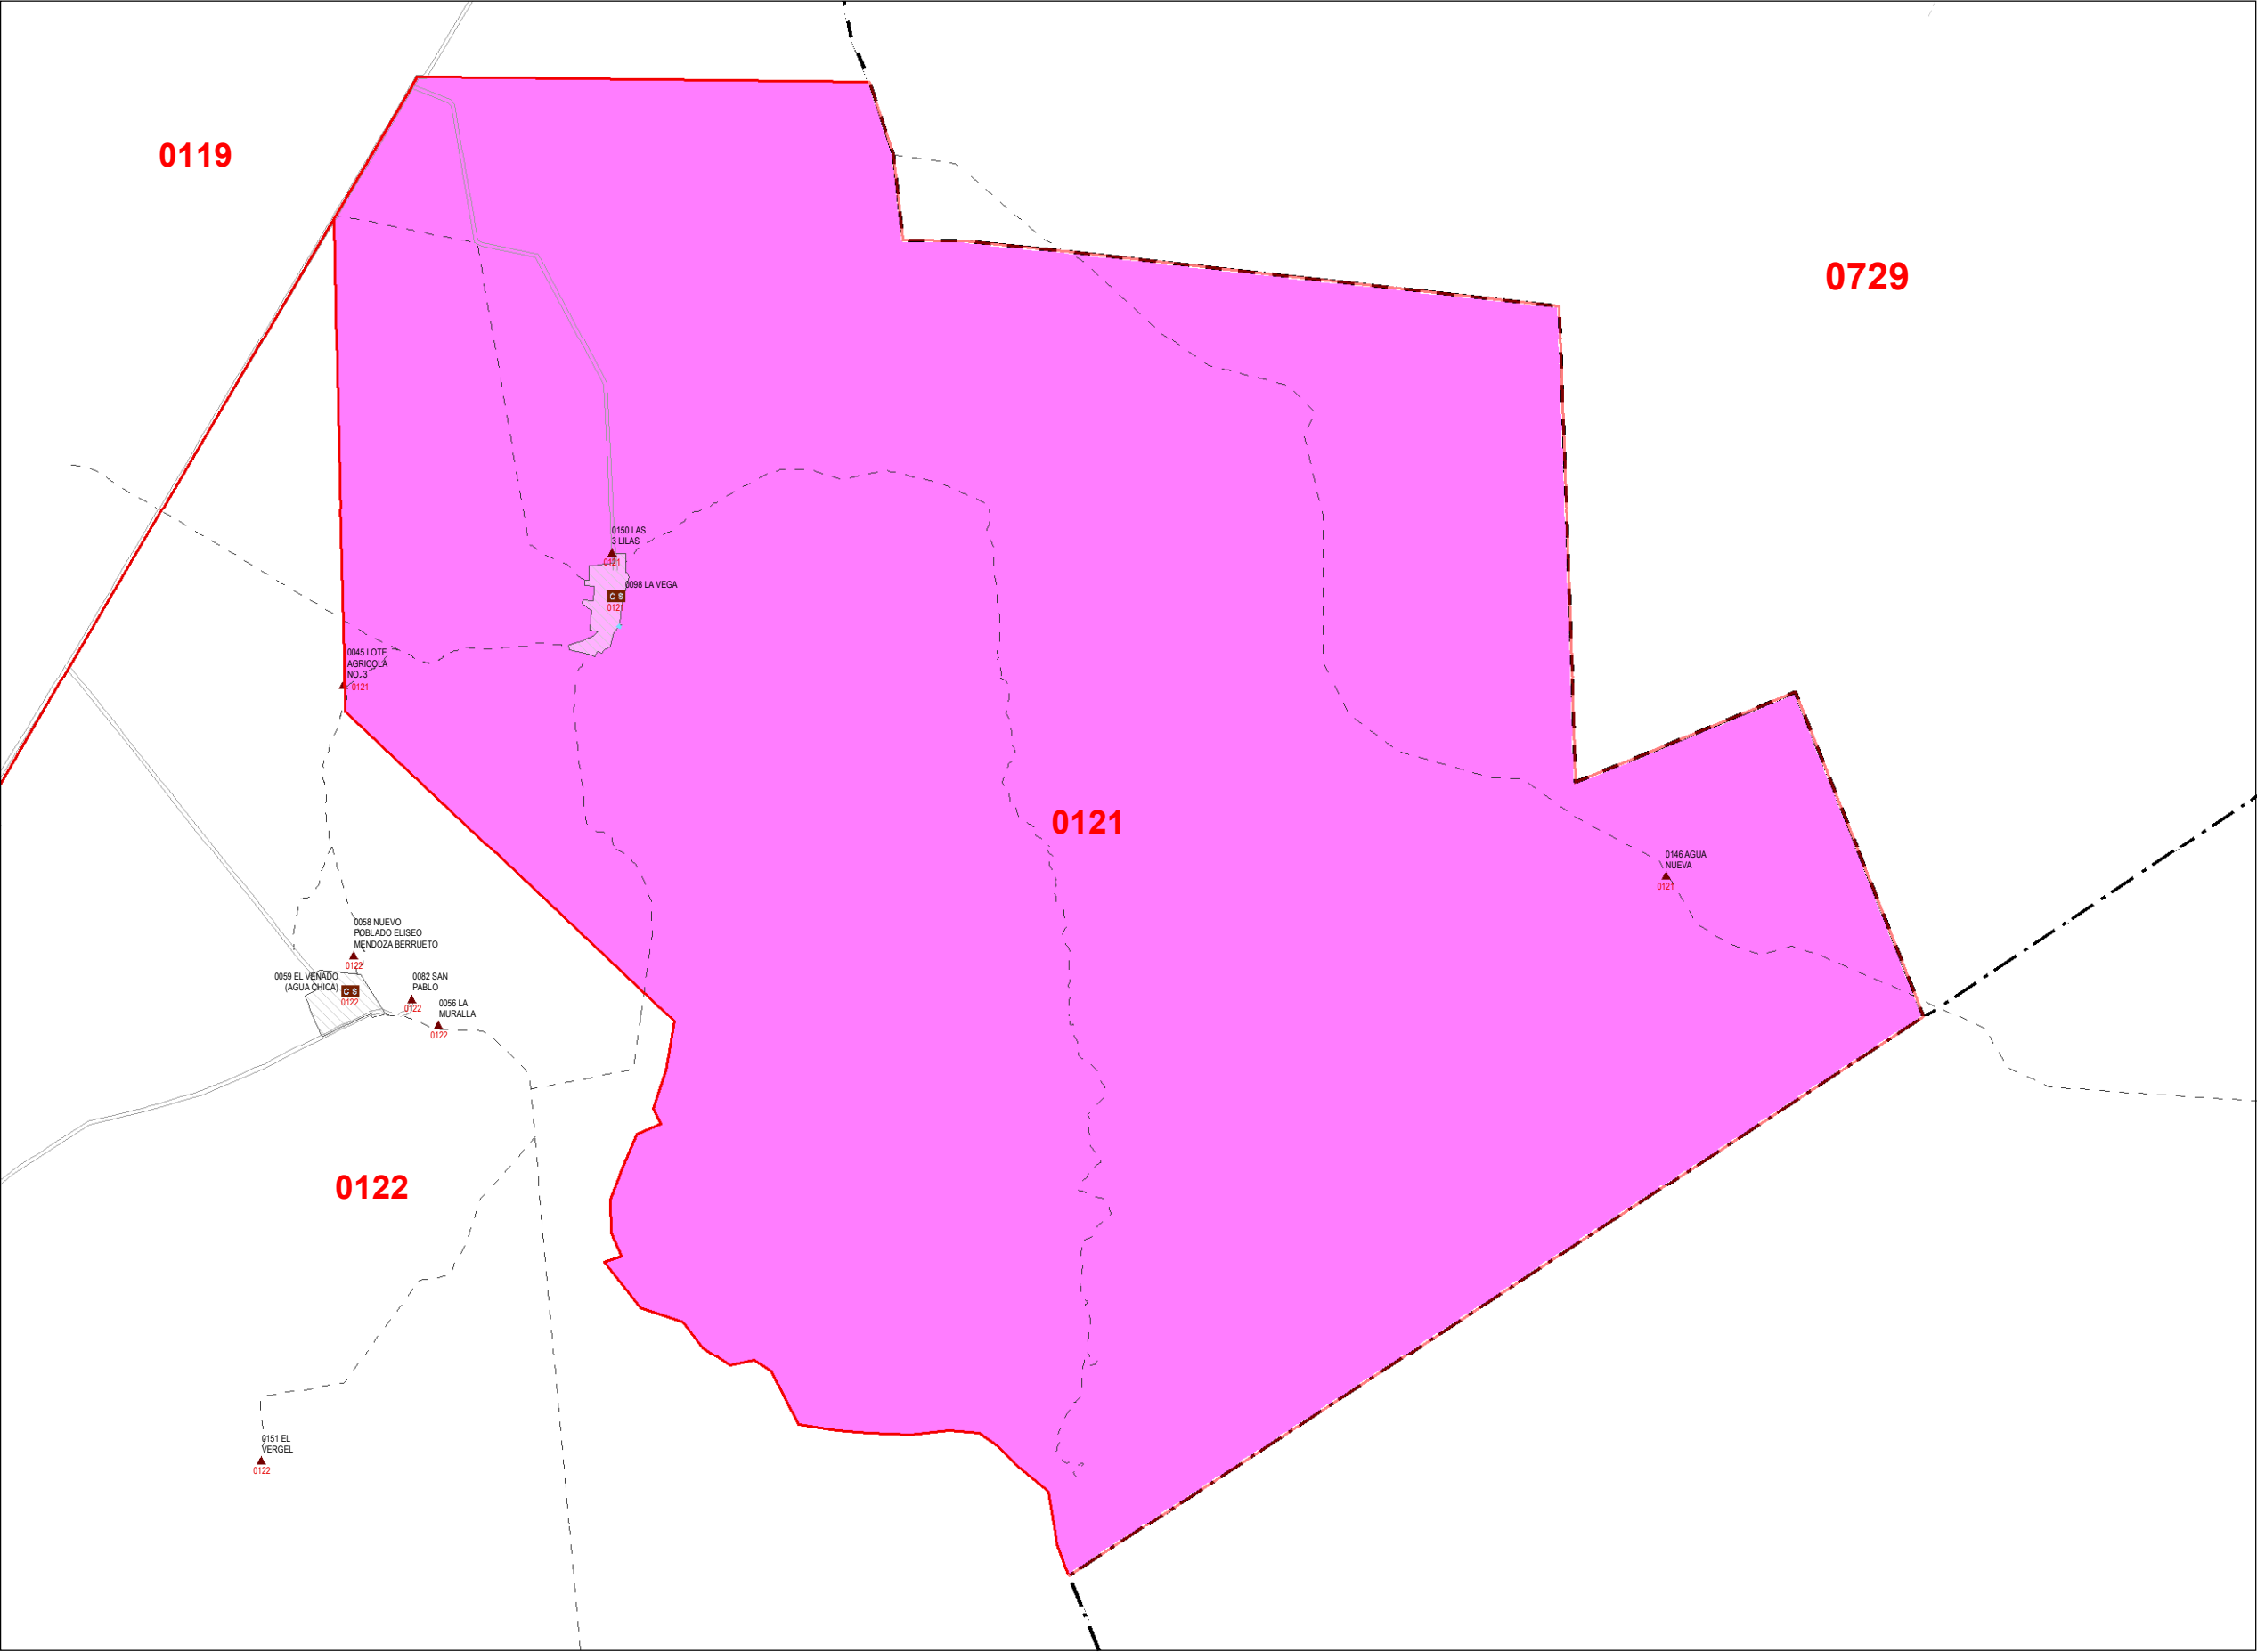 0119
0729
0150 LAS
3 LILAS
0121
0098 LA VEGA
C S
0121
0045 LOTE
AGRICOLA
NO. 3
0121
0121
0146 AGUA
NUEVA
0121
0058 NUEVO
POBLADO ELISEO
MENDOZA BERRUETO
0122
0059 EL VENADO
(AGUA CHICA)
C S
0122
0082 SAN
PABLO
0122
0056 LA
MURALLA
0122
0122
0151 EL
VERGEL
0122